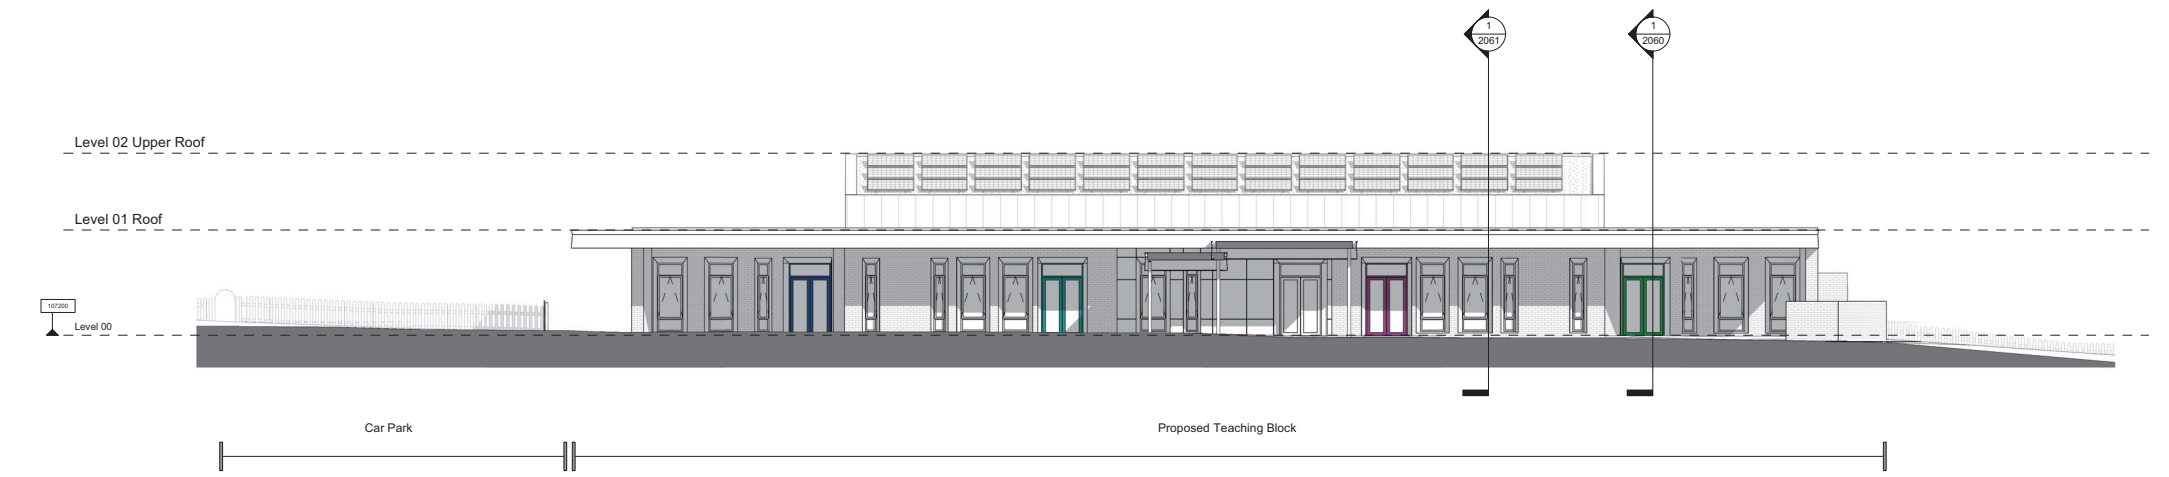 1
2061
1
2060
Level 02 Upper Roof
Level 01 Roof
107200
Level 00
Car Park
Proposed Teaching Block